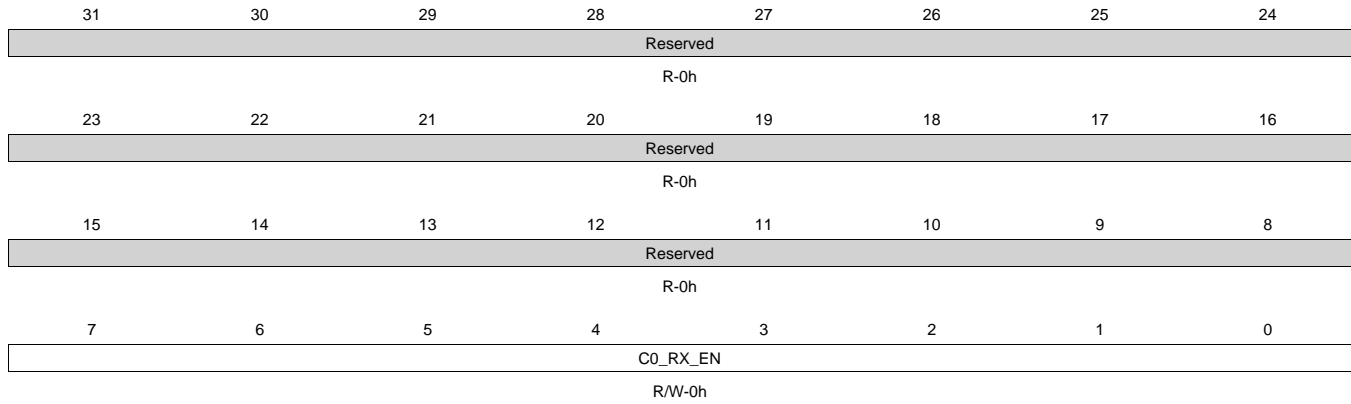 31 30 29 28 27 26 25 24
Reserved
R-0h
23 22 21 20 19 18 17 16
Reserved
R-0h
15 14 13 12 11 10 9 8
Reserved
R-0h
7 6 5 4 3 2 1 0
C0_RX_EN
R/W-0h